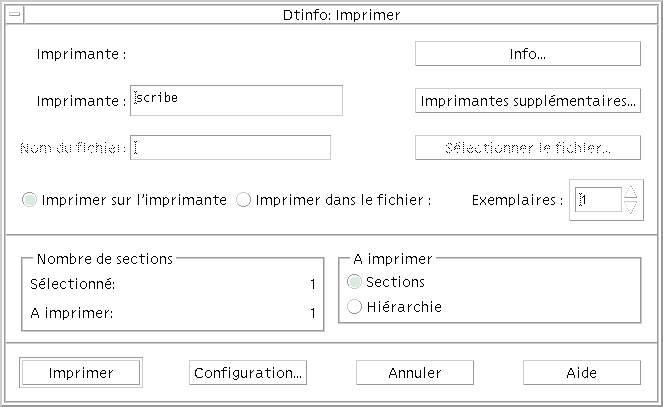 Dtinfo: Imprimer
Imprimante :
Info...
Imprimante : scribe
Imprimantes supplémentaires...
Nom du fichier:
Sélectionner le fichier...
Imprimer sur l'imprimante Imprimer dans le fichier : Exemplaires : 1
Nombre de sections
Sélectionné: 1
A imprimer: 1
A imprimer
Sections
Hiérarchie
Imprimer Configuration... Annuler Aide